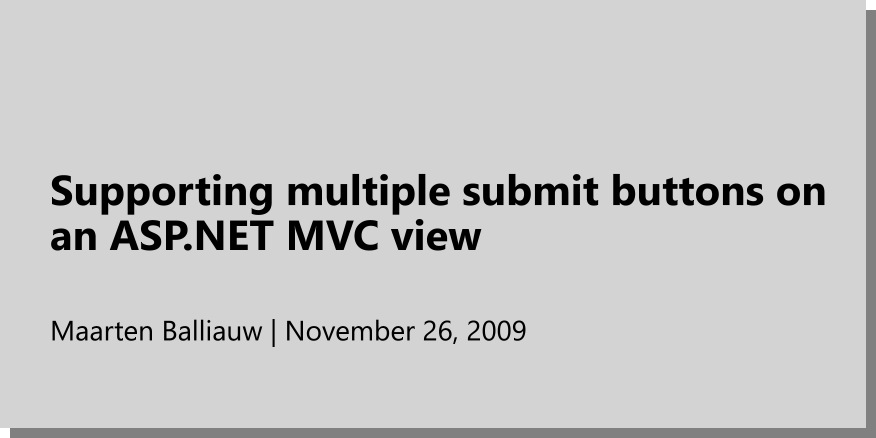 Supporting multiple submit buttons on
an ASP.NET MVC view
Maarten Balliauw | November 26, 2009